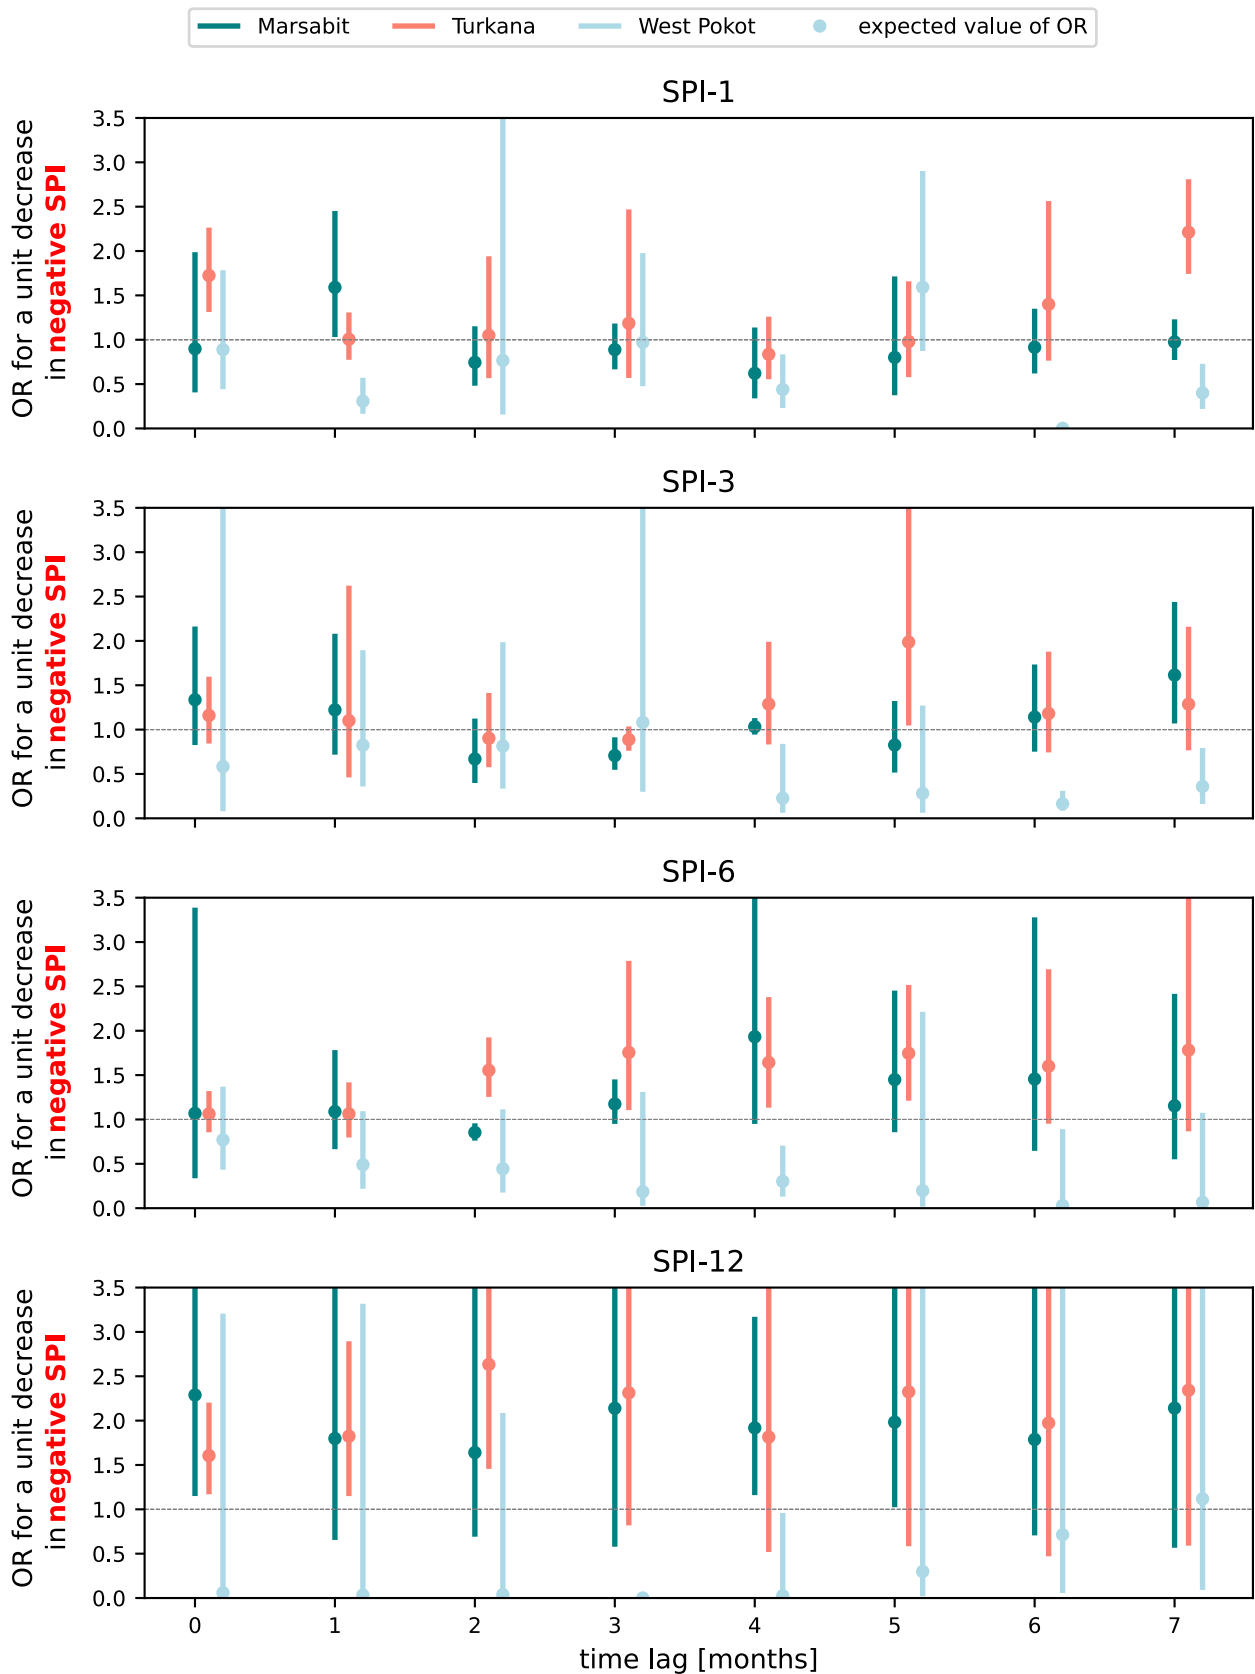 Marsabit Turkana West Pokot expected value of OR
SPI-1
OR for a unit decrease
in negative SPI
3.5
3.0
2.5
2.0
1.5
1.0
0.5
0.0
SPI-3
OR for a unit decrease
in negative SPI
3.5
3.0
2.5
2.0
1.5
1.0
0.5
0.0
SPI-6
OR for a unit decrease
in negative SPI
3.5
3.0
2.5
2.0
1.5
1.0
0.5
0.0
SPI-12
OR for a unit decrease
in negative SPI
3.5
3.0
2.5
2.0
1.5
1.0
0.5
0.0
0 1 2 3 4 5 6 7
time lag [months]